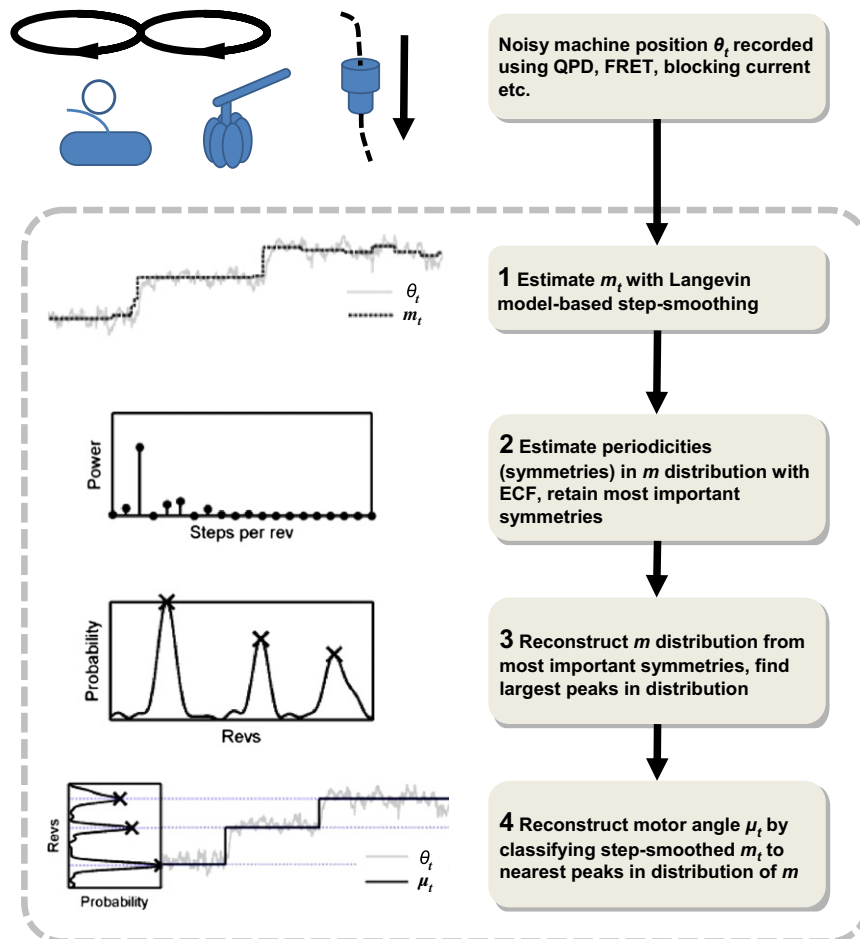 Noisy machine position θt recorded
using QPD, FRET, blocking current
etc.
θt
mt
1 Estimate mt with Langevin
model-based step-smoothing
Power
Steps per rev
2 Estimate periodicities
(symmetries) in m distribution with
ECF, retain most important
symmetries
Probability
Revs
3 Reconstruct m distribution from
most important symmetries, find
largest peaks in distribution
Revs
Probability
θt
μt
4 Reconstruct motor angle μt by
classifying step-smoothed mt to
nearest peaks in distribution of m